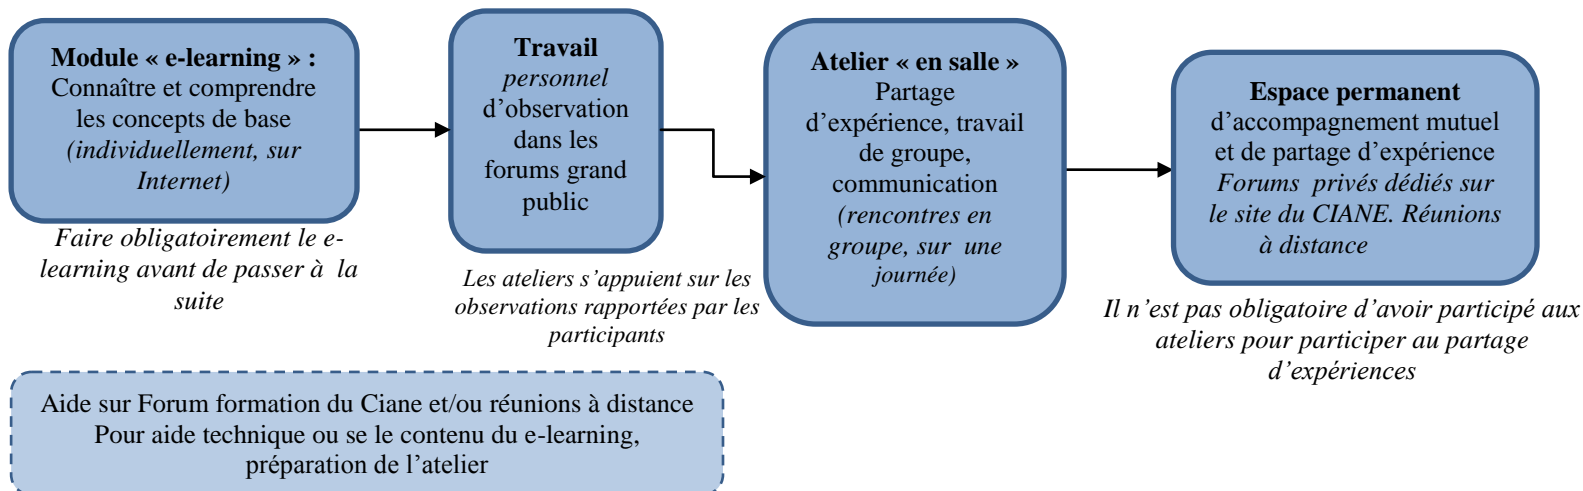 Module « e-learning » :
Connaître et comprendre
les concepts de base
(individuellement, sur
Internet)
Faire obligatoirement le e-
learning avant de passer à la
suite
Travail
personnel
d’observation
dans les
forums grand
public
Les ateliers s’appuient sur les
observations rapportées par les
participants
Atelier « en salle »
Partage
d’expérience, travail
de groupe,
communication
(rencontres en
groupe, sur une
journée)
Espace permanent
d’accompagnement mutuel
et de partage d’expérience
Forums privés dédiés sur
le site du CIANE. Réunions
à distance
Il n’est pas obligatoire d’avoir participé aux
ateliers pour participer au partage
d’expériences
Aide sur Forum formation du Ciane et/ou réunions à distance
Pour aide technique ou se le contenu du e-learning,
préparation de l’atelier